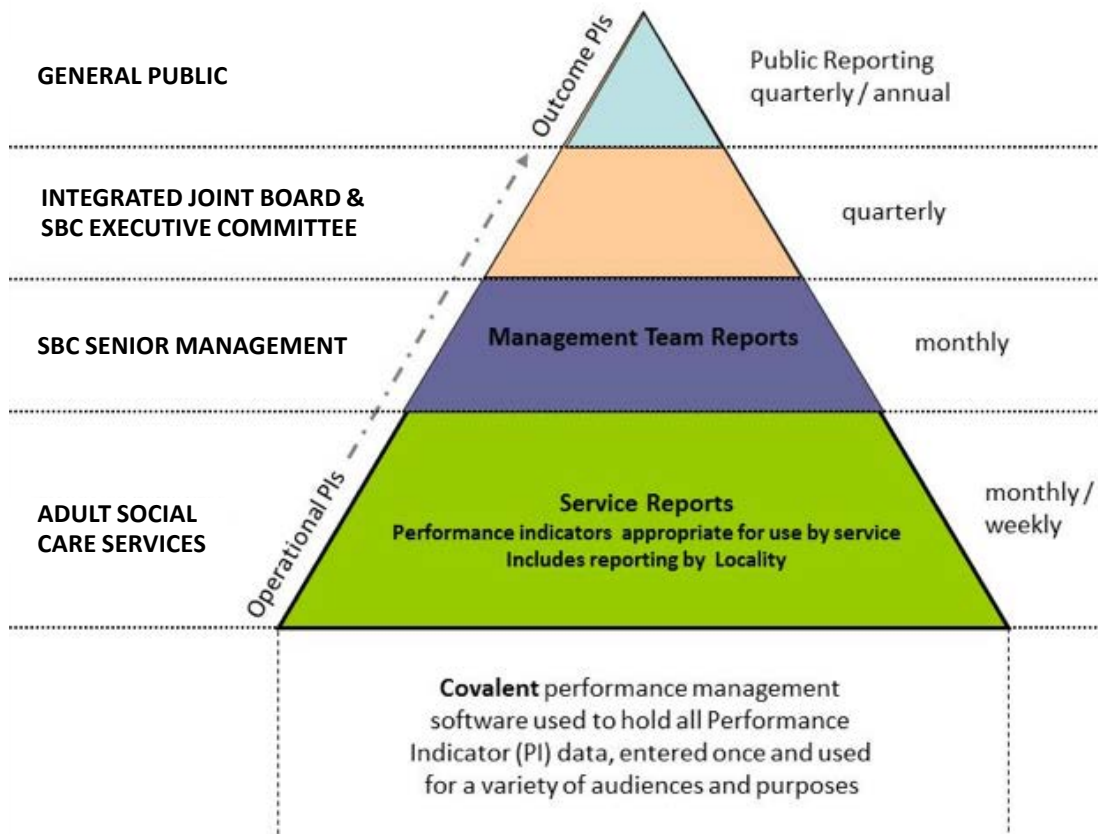 GENERAL PUBLIC
Outcome PIs
Public Reporting
quarterly / annual
INTEGRATED JOINT BOARD &
SBC EXECUTIVE COMMITTEE
quarterly
SBC SENIOR MANAGEMENT
Management Team Reports
monthly
ADULT SOCIAL
CARE SERVICES
Operational PIs
Service Reports
Performance indicators appropriate for use by service
Includes reporting by Locality
monthly /
weekly
Covalent performance management
software used to hold all Performance
Indicator (PI) data, entered once and used
for a variety of audiences and purposes